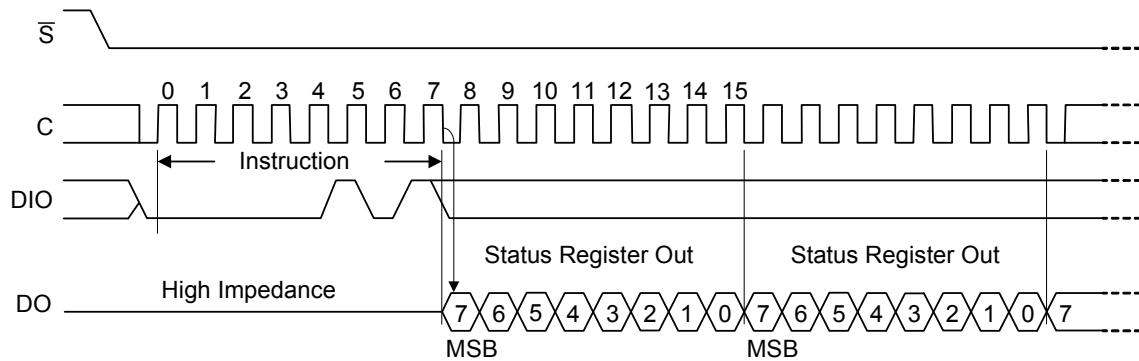 S
0 1 2 3 4 5 6 7 8 9 10 11 12 13 14 15
C
Instruction
DIO
Status Register Out Status Register Out
High Impedance
DO
7 6 5 4 3 2 1 0 7 6 5 4 3 2 1 0 7
MSB MSB